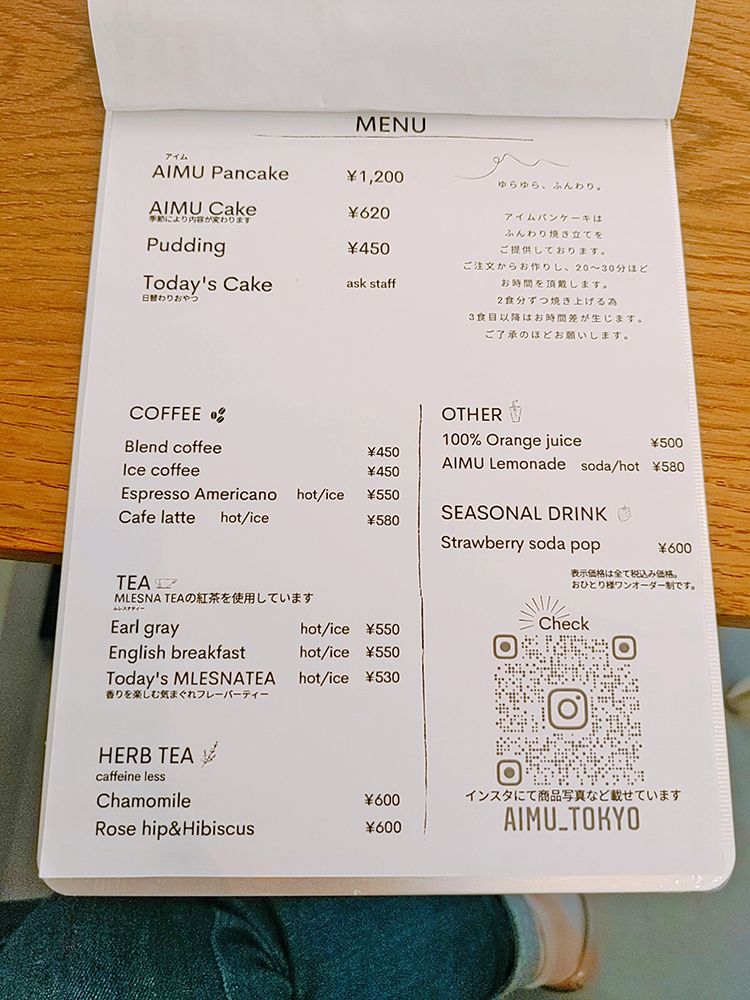 MENU
アイム
AIMU Pancake ¥1,200
AIMU Cake ¥620
季節により内容が変わります
Pudding ¥450
Today's Cake ask staff
日替わりおやつ
ゆらゆら、ふんわり。
アイムパンケーキは
ふんわり焼き立てを
ご提供しております。
ご注文からお作りし、20〜30分ほど
お時間を頂戴します。
2食分ずつ焼き上げる為
3食目以降はお時間差が生じます。
ご了承のほどお願いします。
COFFEE
Blend coffee ¥450
Ice coffee ¥450
Espresso Americano hot/ice ¥550
Cafe latte hot/ice ¥580
TEA
MLESNA TEAの紅茶を使用しています
ムレスナティー
Earl gray hot/ice ¥550
English breakfast hot/ice ¥550
Today's MLESNATEA hot/ice ¥530
香りを楽しむ気まぐれフレーバーティー
HERB TEA
caffeine less
Chamomile ¥600
Rose hip&Hibiscus ¥600
OTHER
100% Orange juice ¥500
AIMU Lemonade soda/hot ¥580
SEASONAL DRINK
Strawberry soda pop ¥600
表示価格は全て税込み価格。
おひとり様ワンオーダー制です。
Check
インスタにて商品写真など載せています
AIMU_TOKYO